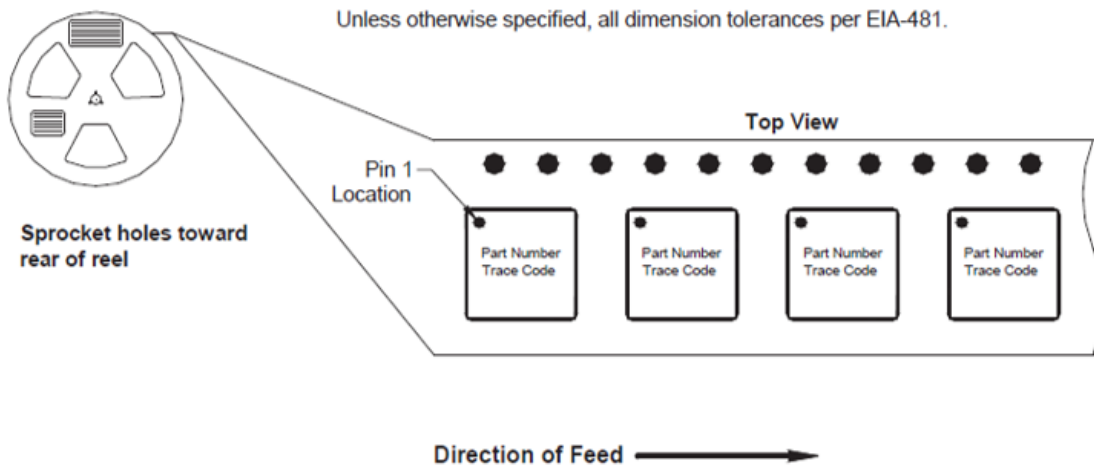 Unless otherwise specified, all dimension tolerances per EIA-481.
Top View
Pin 1
Location
Sprocket holes toward
rear of reel
Part Number
Trace Code
Part Number
Trace Code
Part Number
Trace Code
Part Number
Trace Code
Direction of Feed